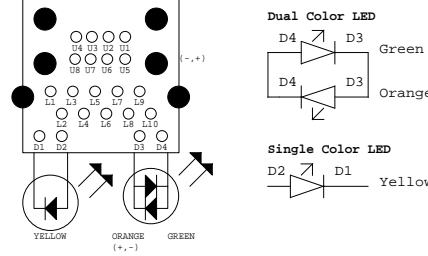 U4 U3 U2 U1
U8 U7 U6 U5
(-,+)
L1 L3 L5 L7 L9
L2 L4 L6 L8 L10
D1 D2 D3 D4
YELLOW ORANGE GREEN
(+,-)
Dual Color LED
D4 D3 Green
D4 D3 Orange
Single Color LED
D2 D1 Yellow